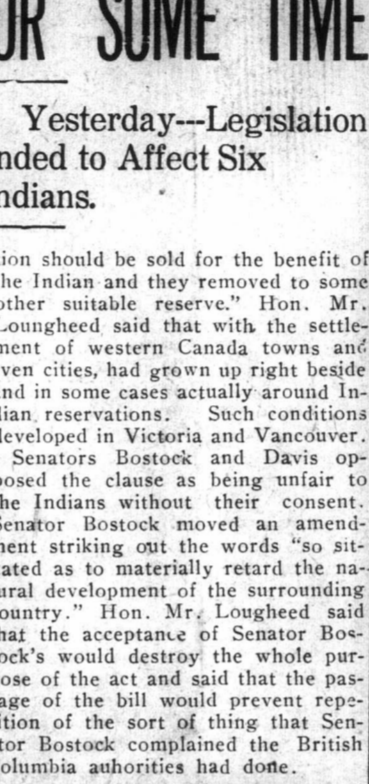 OR SOME TIME
Yesterday---Legislation
nded to Affect Six
ndians.
ion should be sold for the benefit of
he Indian and they removed to some
other suitable reserve." Hon. Mr.
Loungheed said that with the settle-
ment of western Canada towns and
ven cities, had grown up right beside
nd in some cases actually around In-
dian reservations. Such conditions
developed in Victoria and Vancouver.
Senators Bostock and Davis op-
posed the clause as being unfair to
he Indians without their consent.
Senator Bostock moved an amend-
ment striking out the words "so sit-
ated as to materially retard the na-
ural development of the surrounding
ountry." Hon. Mr. Lougheed said
hat the acceptance of Senator Bos-
ock's would destroy the whole pur-
ose of the act and said that the pas-
age of the bill would prevent repe-
ition of the sort of thing that Sen-
tor Bostock complained the British
olumbia auhorities had done.